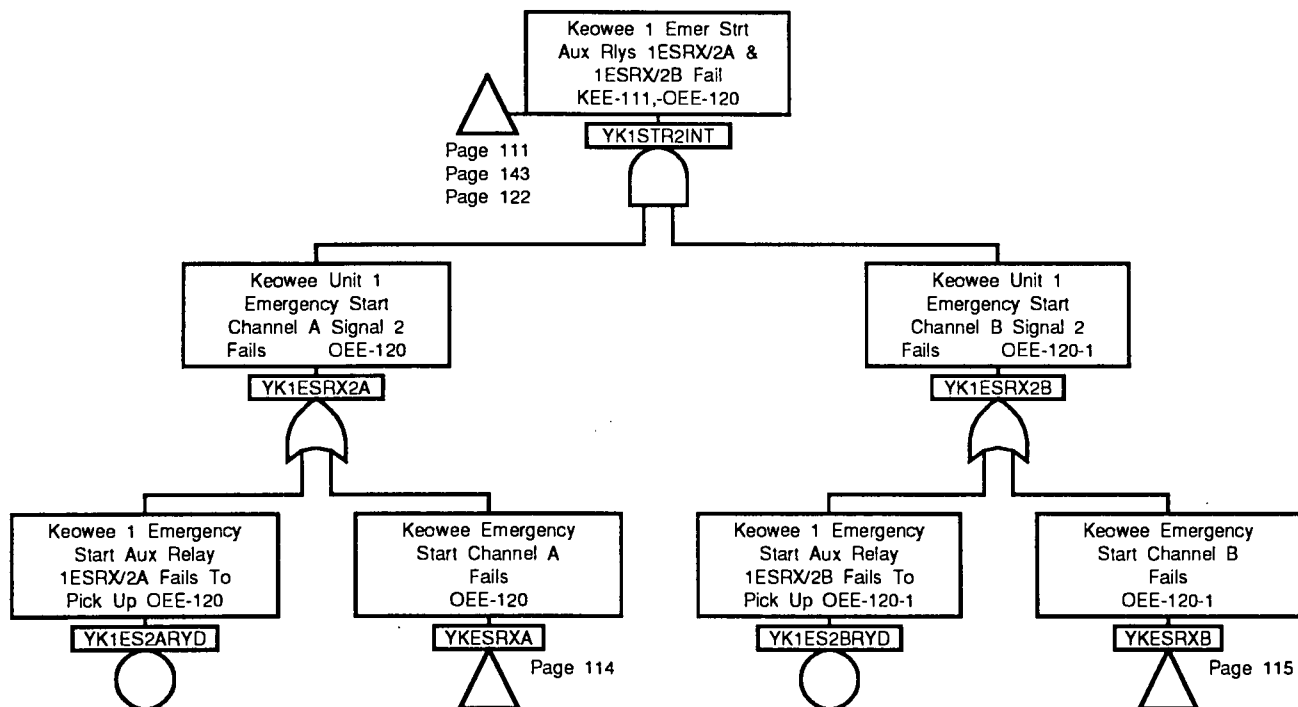 Keowee 1 Emer Strt
Aux Rlys 1ESRX/2A &
1ESRX/2B Fail
KEE-111,-OEE-120
YK1STR2INT
Page 111
Page 143
Page 122
Keowee Unit 1
Emergency Start
Channel A Signal 2
Fails OEE-120
YK1ESRX2A
Keowee Unit 1
Emergency Start
Channel B Signal 2
Fails OEE-120-1
YK1ESRX2B
Keowee 1 Emergency
Start Aux Relay
1ESRX/2A Fails To
Pick Up OEE-120
YK1ES2ARYD
Keowee Emergency
Start Channel A
Fails
OEE-120
YKESRXA
Page 114
Keowee 1 Emergency
Start Aux Relay
1ESRX/2B Fails To
Pick Up OEE-120-1
YK1ES2BRYD
Keowee Emergency
Start Channel B
Fails
OEE-120-1
YKESRXB
Page 115